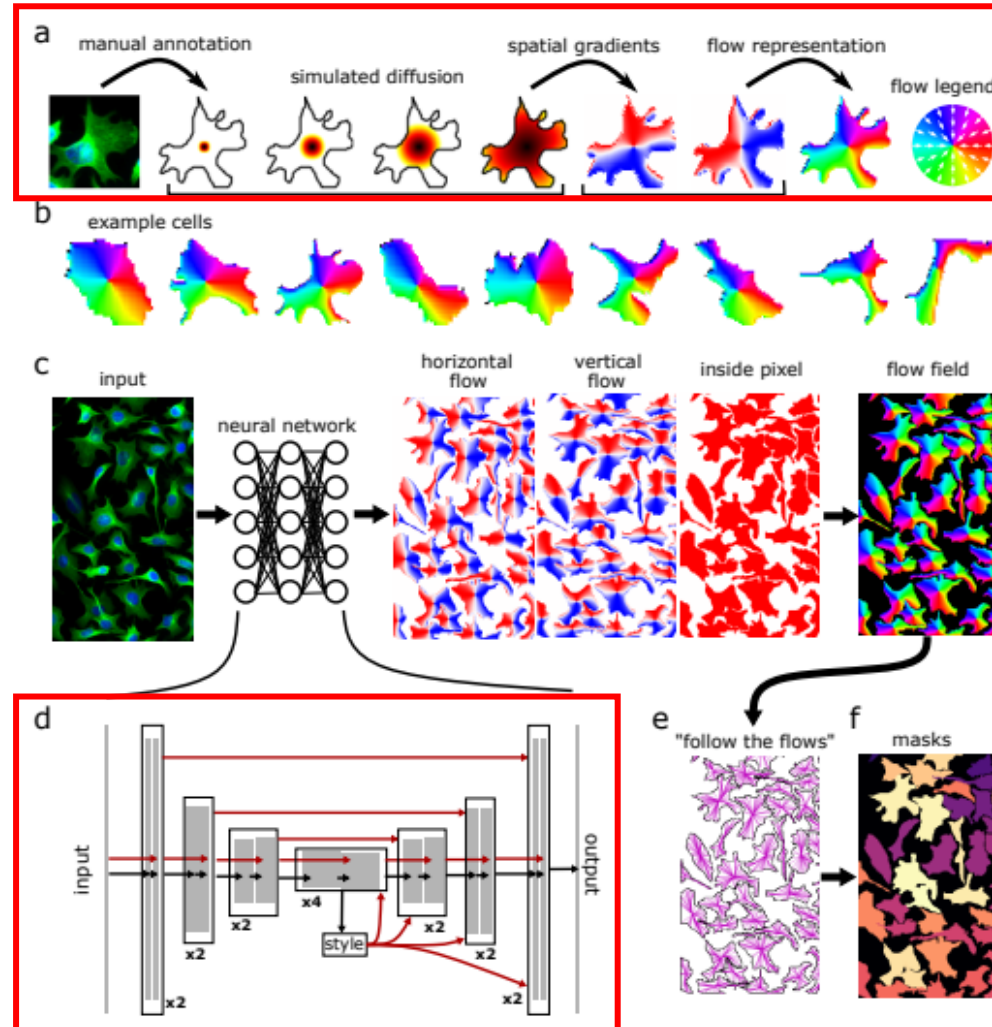 a
manual annotation
simulated diffusion
spatial gradients
flow representation
flow legend
b
example cells
c
input
neural network
horizontal
flow
vertical
flow
inside pixel
flow field
d
input
x2
x2
x2
x4
style
x2
x2
x2
output
e
"follow the flows"
f
masks